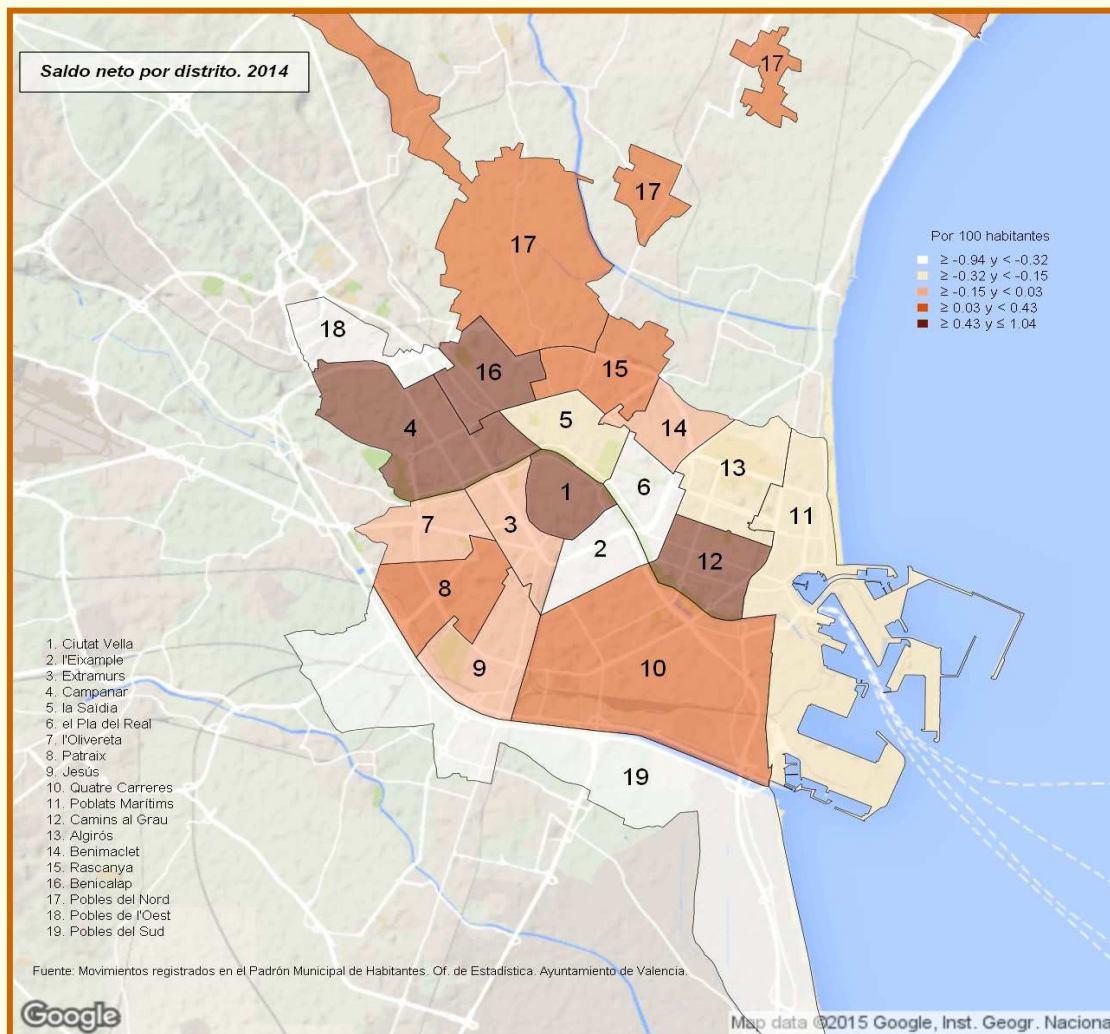 Saldo neto por distrito. 2014
17
17
17
Por 100 habitantes
≥ -0.94 y < -0.32
≥ -0.32 y < -0.15
≥ -0.15 y < 0.03
≥ 0.03 y < 0.43
≥ 0.43 y ≤ 1.04
18
16
15
4
5
14
13
6
1
11
7
3
2
12
8
9
10
19
1. Ciutat Vella
2. l'Eixample
3. Extramurs
4. Campanar
5. la Saïdia
6. el Pla del Real
7. l'Olivereta
8. Patraix
9. Jesús
10. Quatre Carreres
11. Poblats Marítims
12. Camins al Grau
13. Algirós
14. Benimaclet
15. Rascanya
16. Benicalap
17. Pobles del Nord
18. Pobles de l'Oest
19. Pobles del Sud
Fuente: Movimientos registrados en el Padrón Municipal de Habitantes. Of. de Estadística. Ayuntamiento de Valencia.
Google
Map data ©2015 Google, Inst. Geogr. Naciona